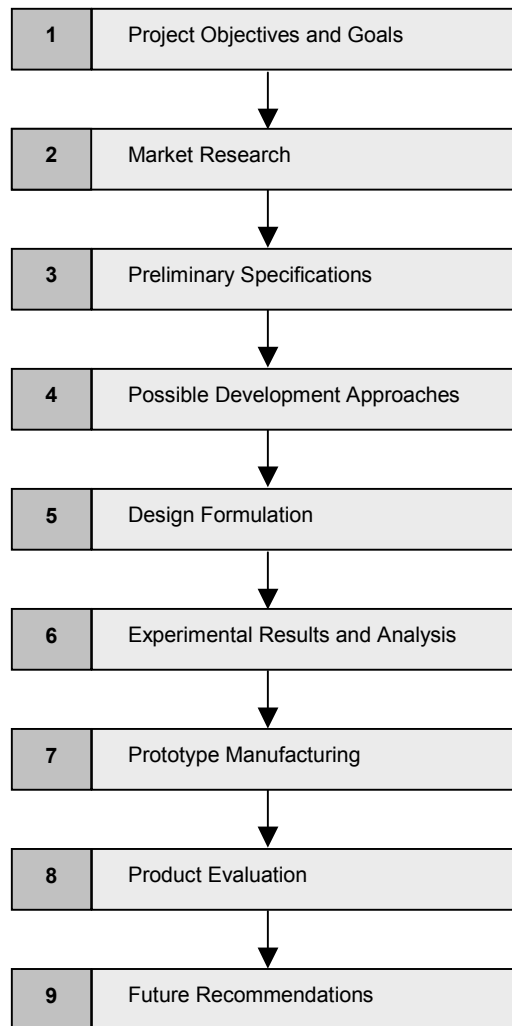 1 Project Objectives and Goals
2 Market Research
3 Preliminary Specifications
4 Possible Development Approaches
5 Design Formulation
6 Experimental Results and Analysis
7 Prototype Manufacturing
8 Product Evaluation
9 Future Recommendations